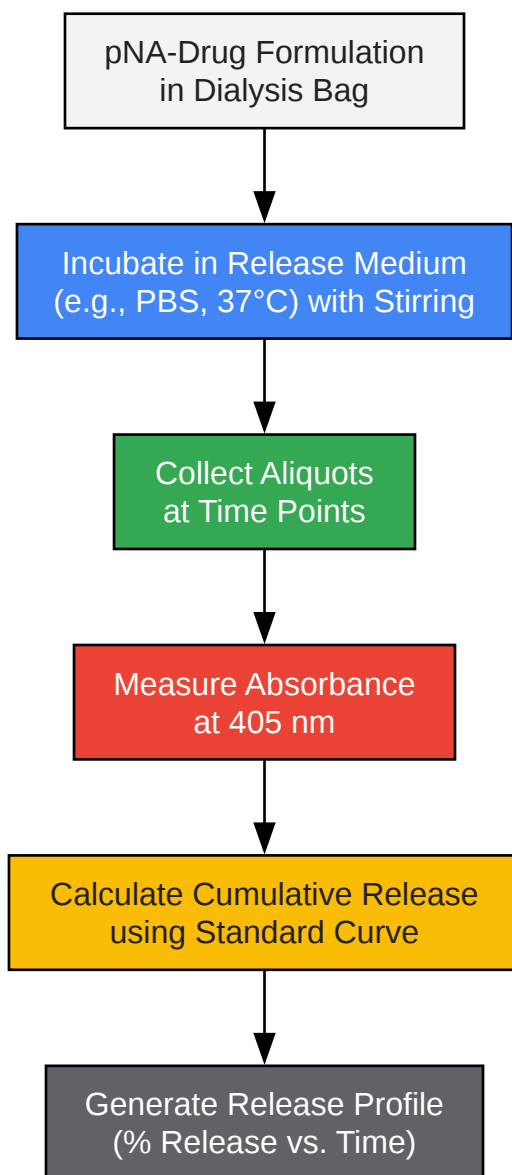 pNA-Drug Formulation
in Dialysis Bag
Incubate in Release Medium
(e.g., PBS, 37°C) with Stirring
Collect Aliquots
at Time Points
Measure Absorbance
at 405 nm
Calculate Cumulative Release
using Standard Curve
Generate Release Profile
(% Release vs. Time)